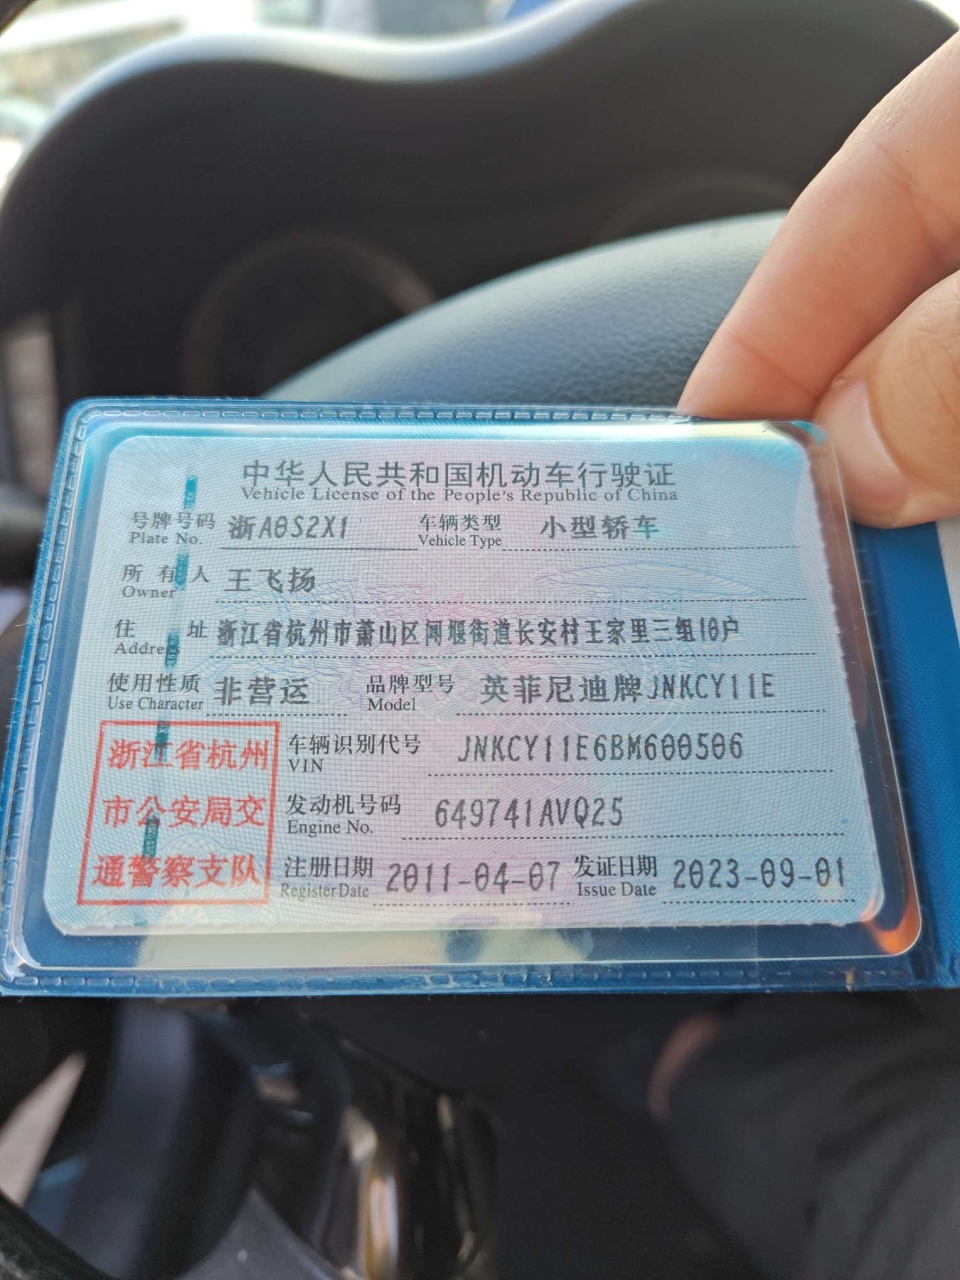 中华人民共和国机动车行驶证
Vehicle License of the People's Republic of China
号牌号码 浙A0S2X1 车辆类型 小型轿车
Plate No. Vehicle Type
所有人 王飞扬
Owner
住址 浙江省杭州市萧山区闻堰街道长安村王家里三组10户
Address
使用性质 非营运 品牌型号 英菲尼迪牌JNKCY11E
Use Character Model
浙江省杭州
市公安局交
通警察支队
车辆识别代号 JNKCY11E6BM600506
VIN
发动机号码 649741AVQ25
Engine No.
注册日期 2011-04-07 发证日期 2023-09-01
Register Date Issue Date